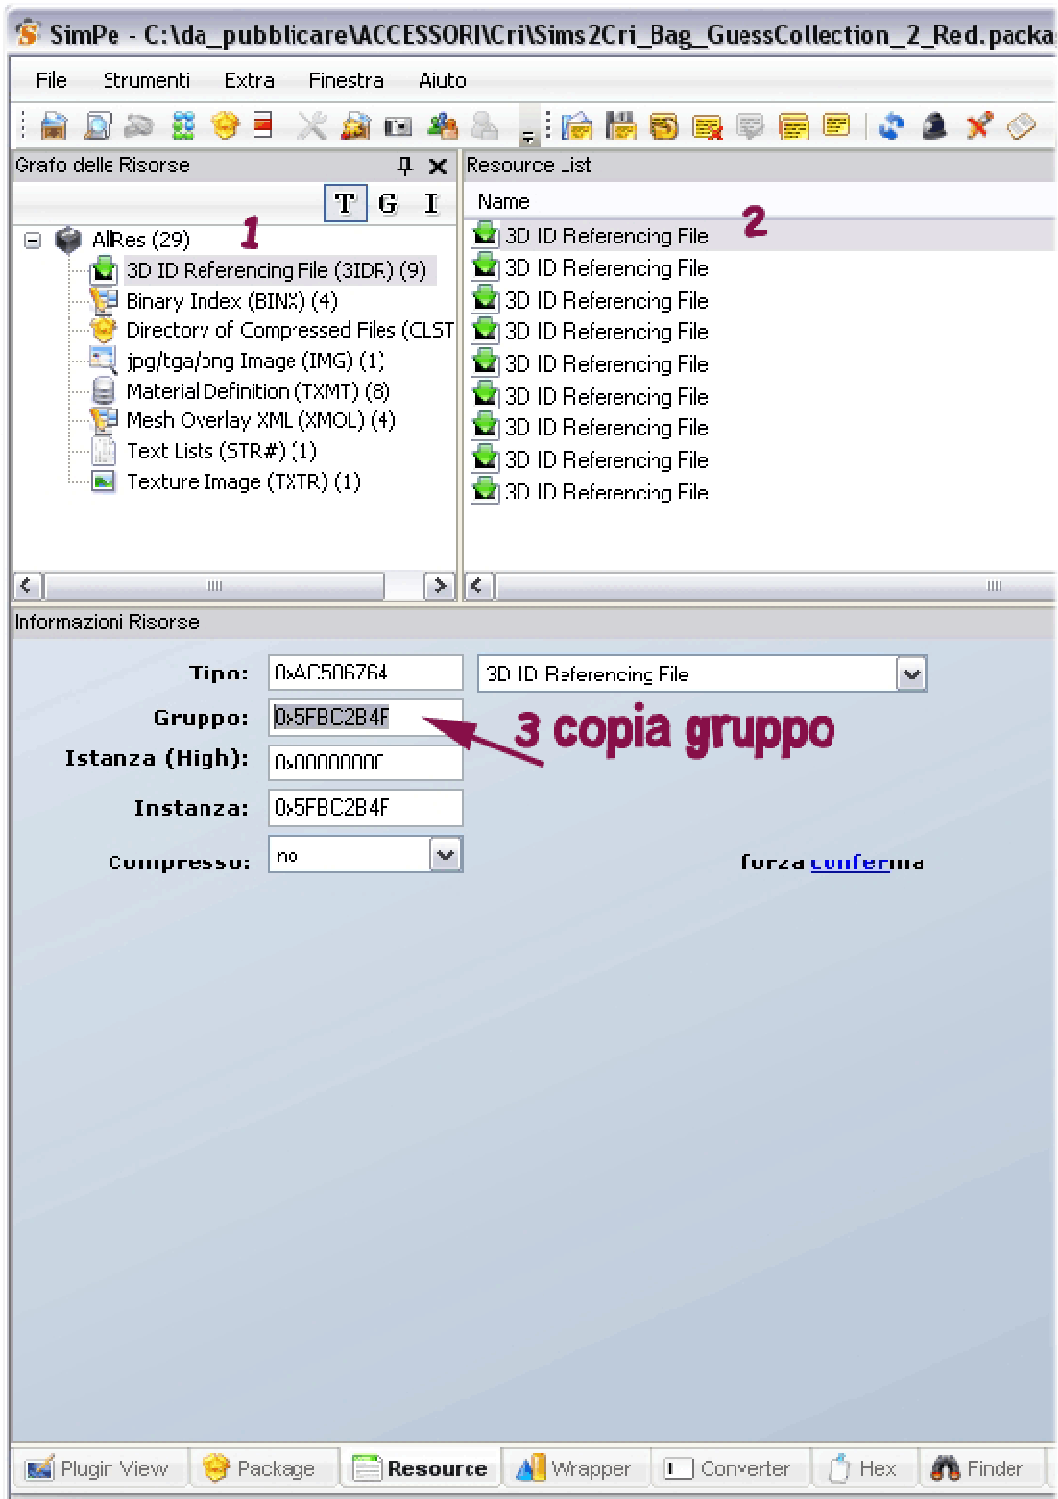 SimPe - C:\da_pubblicare\ACCESSORI\Cri\Sims2Cri_Bag_GuessCollection_2_Red.packa
File Strumenti Extra Finestra Aiuto
Grafo delle Risorse
T G I
1
AllRes (29)
3D ID Referencing File (3IDR) (9)
Binary Index (BINX) (4)
Directory of Compressed Files (CLST
jpg/tga/png Image (IMG) (1)
Material Definition (TXMT) (8)
Mesh Overlay XML (XMOL) (4)
Text Lists (STR#) (1)
Texture Image (TXTR) (1)
Resource List
Name
2
3D ID Referencing File
3D ID Referencing File
3D ID Referencing File
3D ID Referencing File
3D ID Referencing File
3D ID Referencing File
3D ID Referencing File
3D ID Referencing File
3D ID Referencing File
Informazioni Risorse
Tipo: 0xAC506764 3D ID Referencing File
Gruppo: 0x5FBC2B4F
3 copia gruppo
Istanza (High): 0x00000000
Instanza: 0x5FBC2B4F
Compresso: no
forza conferma
Plugin View Package Resource Wrapper Converter Hex Finder